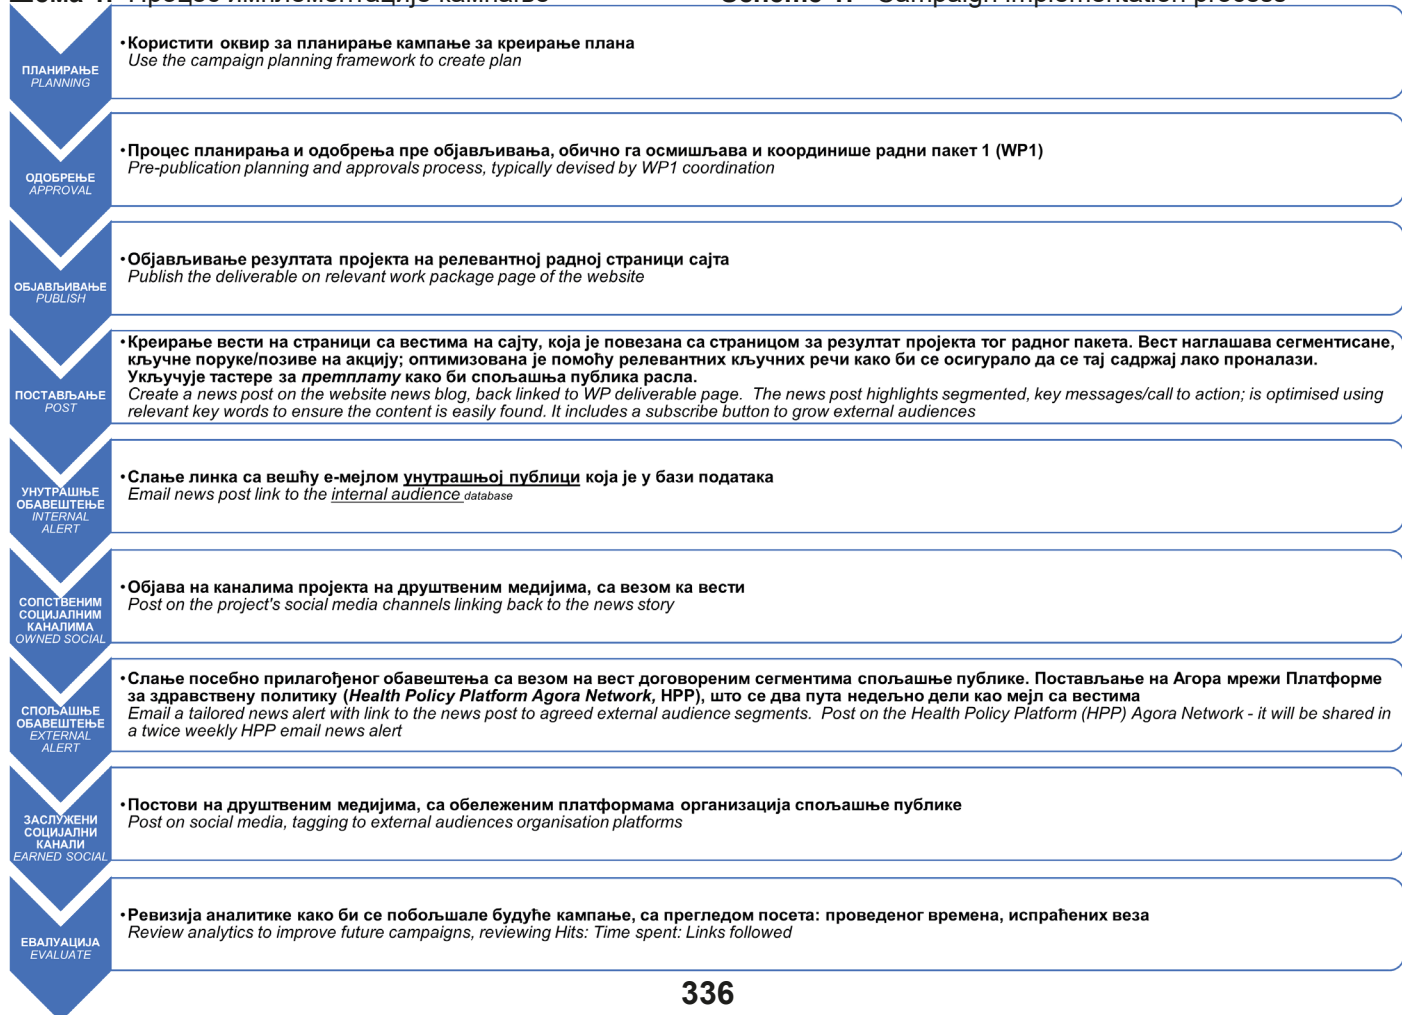 Шема 1. Процес имплементације кампање
Scheme 1. Campaign implementation process
ПЛАНИРАЊЕ
PLANNING
•Користити оквир за планирање кампање за креирање плана
Use the campaign planning framework to create plan
ОДОБРЕЊЕ
APPROVAL
•Процес планирања и одобрења пре објављивања, обично га осмишљава и координише радни пакет 1 (WP1)
Pre-publication planning and approvals process, typically devised by WP1 coordination
ОБЈАВЉИВАЊЕ
PUBLISH
•Објављивање резултата пројекта на релевантној радној страници сајта
Publish the deliverable on relevant work package page of the website
ПОСТАВЉАЊЕ
POST
•Креирање вести на страници са вестима на сајту, која је повезана са страницом за резултат пројекта тог радног пакета. Вест наглашава сегментисане,
кључне поруке/позиве на акцију; оптимизована је помоћу релевантних кључних речи како би се осигурало да се тај садржај лако проналази.
Укључује тастере за претплату како би спољашња публика расла.
Create a news post on the website news blog, back linked to WP deliverable page. The news post highlights segmented, key messages/call to action; is optimised using
relevant key words to ensure the content is easily found. It includes a subscribe button to grow external audiences
УНУТРАШЊЕ
ОБАВЕШТЕЊЕ
INTERNAL
ALERT
•Слање линка са вешћу е-мејлом унутрашњој публици која је у бази података
Email news post link to the internal audience database
СОПСТВЕНИМ
СОЦИЈАЛНИМ
КАНАЛИМА
OWNED SOCIAL
•Објава на каналима пројекта на друштвеним медијима, са везом ка вести
Post on the project's social media channels linking back to the news story
СПОЉАШЊЕ
ОБАВЕШТЕЊЕ
EXTERNAL
ALERT
•Слање посебно прилагођеног обавештења са везом на вест договореним сегментима спољашње публике. Постављање на Агора мрежи Платформе
за здравствену политику (Health Policy Platform Agora Network, HPP), што се два пута недељно дели као мејл са вестима
Email a tailored news alert with link to the news post to agreed external audience segments. Post on the Health Policy Platform (HPP) Agora Network - it will be shared in
a twice weekly HPP email news alert
ЗАСЛУЖЕНИ
СОЦИЈАЛНИ
КАНАЛИ
EARNED SOCIAL
•Постови на друштвеним медијима, са обележеним платформама организација спољашње публике
Post on social media, tagging to external audiences organisation platforms
ЕВАЛУАЦИЈА
EVALUATE
•Ревизија аналитике како би се побољшале будуће кампање, са прегледом посета: проведеног времена, испраћених веза
Review analytics to improve future campaigns, reviewing Hits: Time spent: Links followed
336